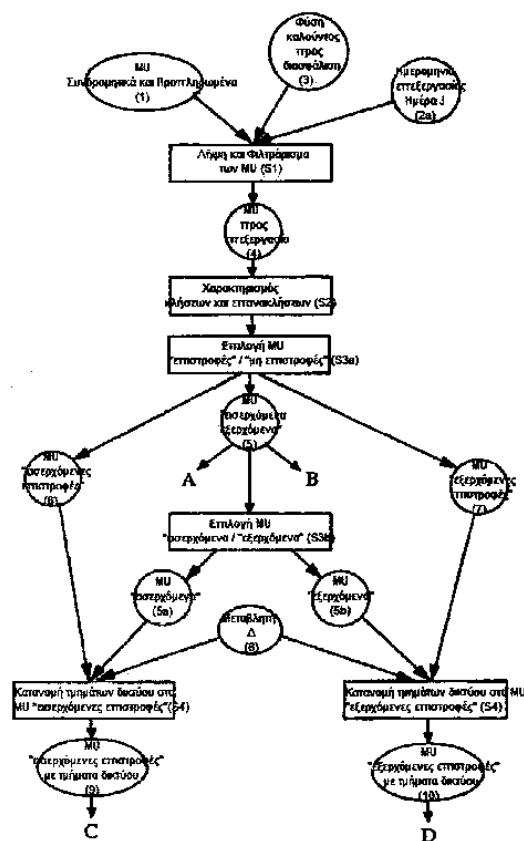 MU
Συνδρομητικά και Προπληρωμένα
(1)
Φύση
καλούντος
προς
διασφάλιση
(3)
Ημερομηνία
επεξεργασίας
Ημέρα J
(2a)
Λήψη και Φιλτράρισμα
των MU (S1)
MU
προς
επεξεργασία
(4)
Χαρακτηρισμός
κλήσεων και επανακλήσεων (S2)
Επιλογή MU
"επιστροφές" / "μη επιστροφές" (S3a)
MU
"εισερχόμενα
εξερχόμενα"
(5)
A
B
MU
"εισερχόμενες
επιστροφές"
(6)
MU
"εξερχόμενες
επιστροφές"
(7)
Επιλογή MU
"εισερχόμενα / "εξερχόμενα" (S3b)
MU
"εισερχόμενα"
(5a)
MU
"εξερχόμενα"
(5b)
Μεταβλητή
Δ
(8)
Κατανομή τμημάτων δικτύου στα
MU "εισερχόμενες επιστροφές"(S4)
Κατανομή τμημάτων δικτύου στα MU
"εξερχόμενες επιστροφές" (S4)
MU
"εισερχόμενες επιστροφές"
με τμήματα δικτύου
(9)
MU
"εξερχόμενες επιστροφές"
με τμήματα δικτύου
(10)
C
D